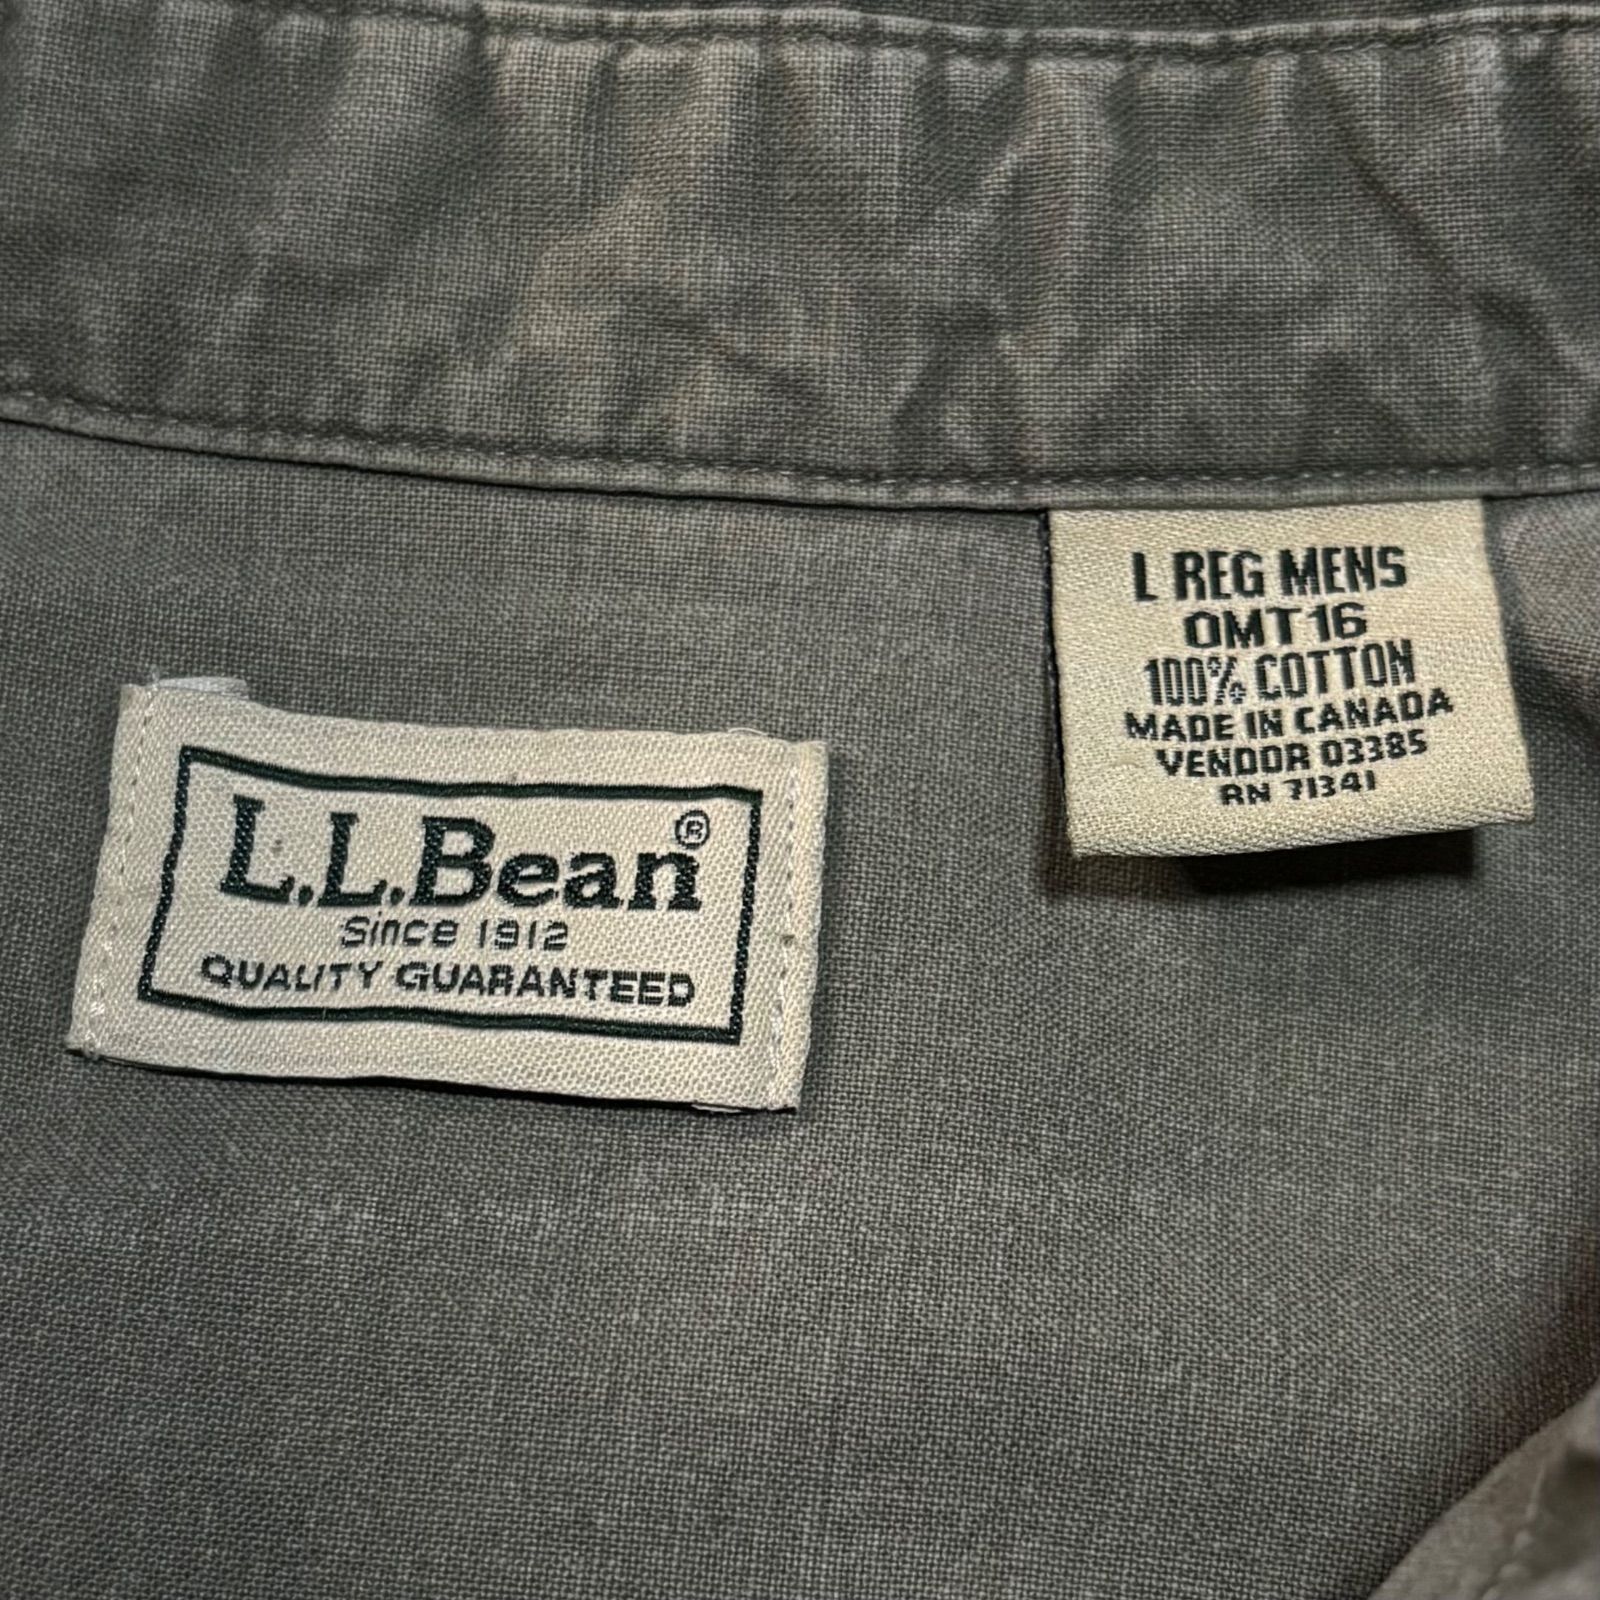 L REG MENS
OMT16
100% COTTON
MADE IN CANADA
VENDOR 03385
RN 71341
L.L.Bean®
Since 1912
QUALITY GUARANTEED